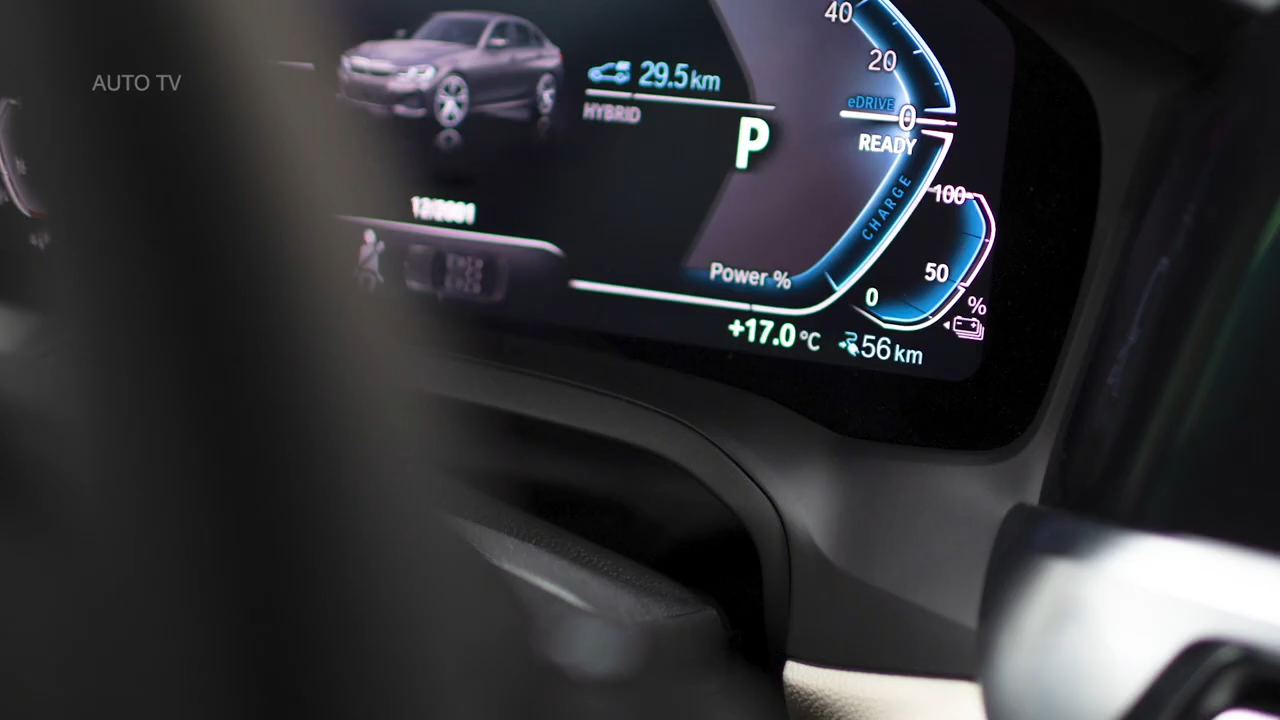 AUTO TV
29.5 km
HYBRID
P
40
20
eDRIVE
0
READY
CHARGE
Power %
100
50
0
%
+17.0 °C
56 km